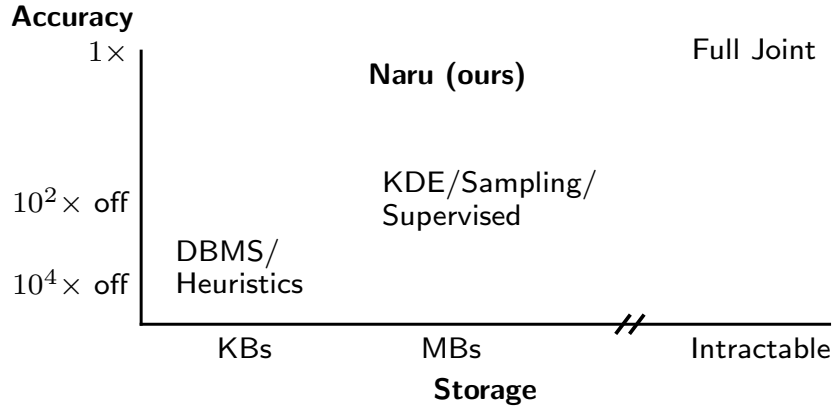 Accuracy
1×
Full Joint
Naru (ours)
10² × off
KDE/Sampling/
Supervised
DBMS/
Heuristics
10⁴ × off
KBs
MBs
Intractable
Storage